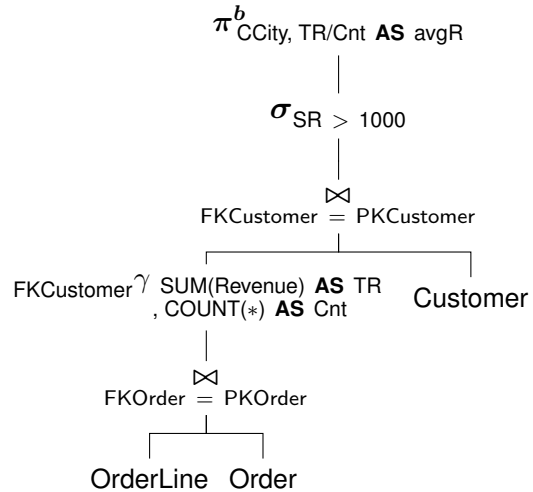 π^b CCity, TR/Cnt AS avgR
σ SR > 1000
⋈
FKCustomer = PKCustomer
FKCustomer γ SUM(Revenue) AS TR
, COUNT(*) AS Cnt
Customer
⋈
FKOrder = PKOrder
OrderLine Order